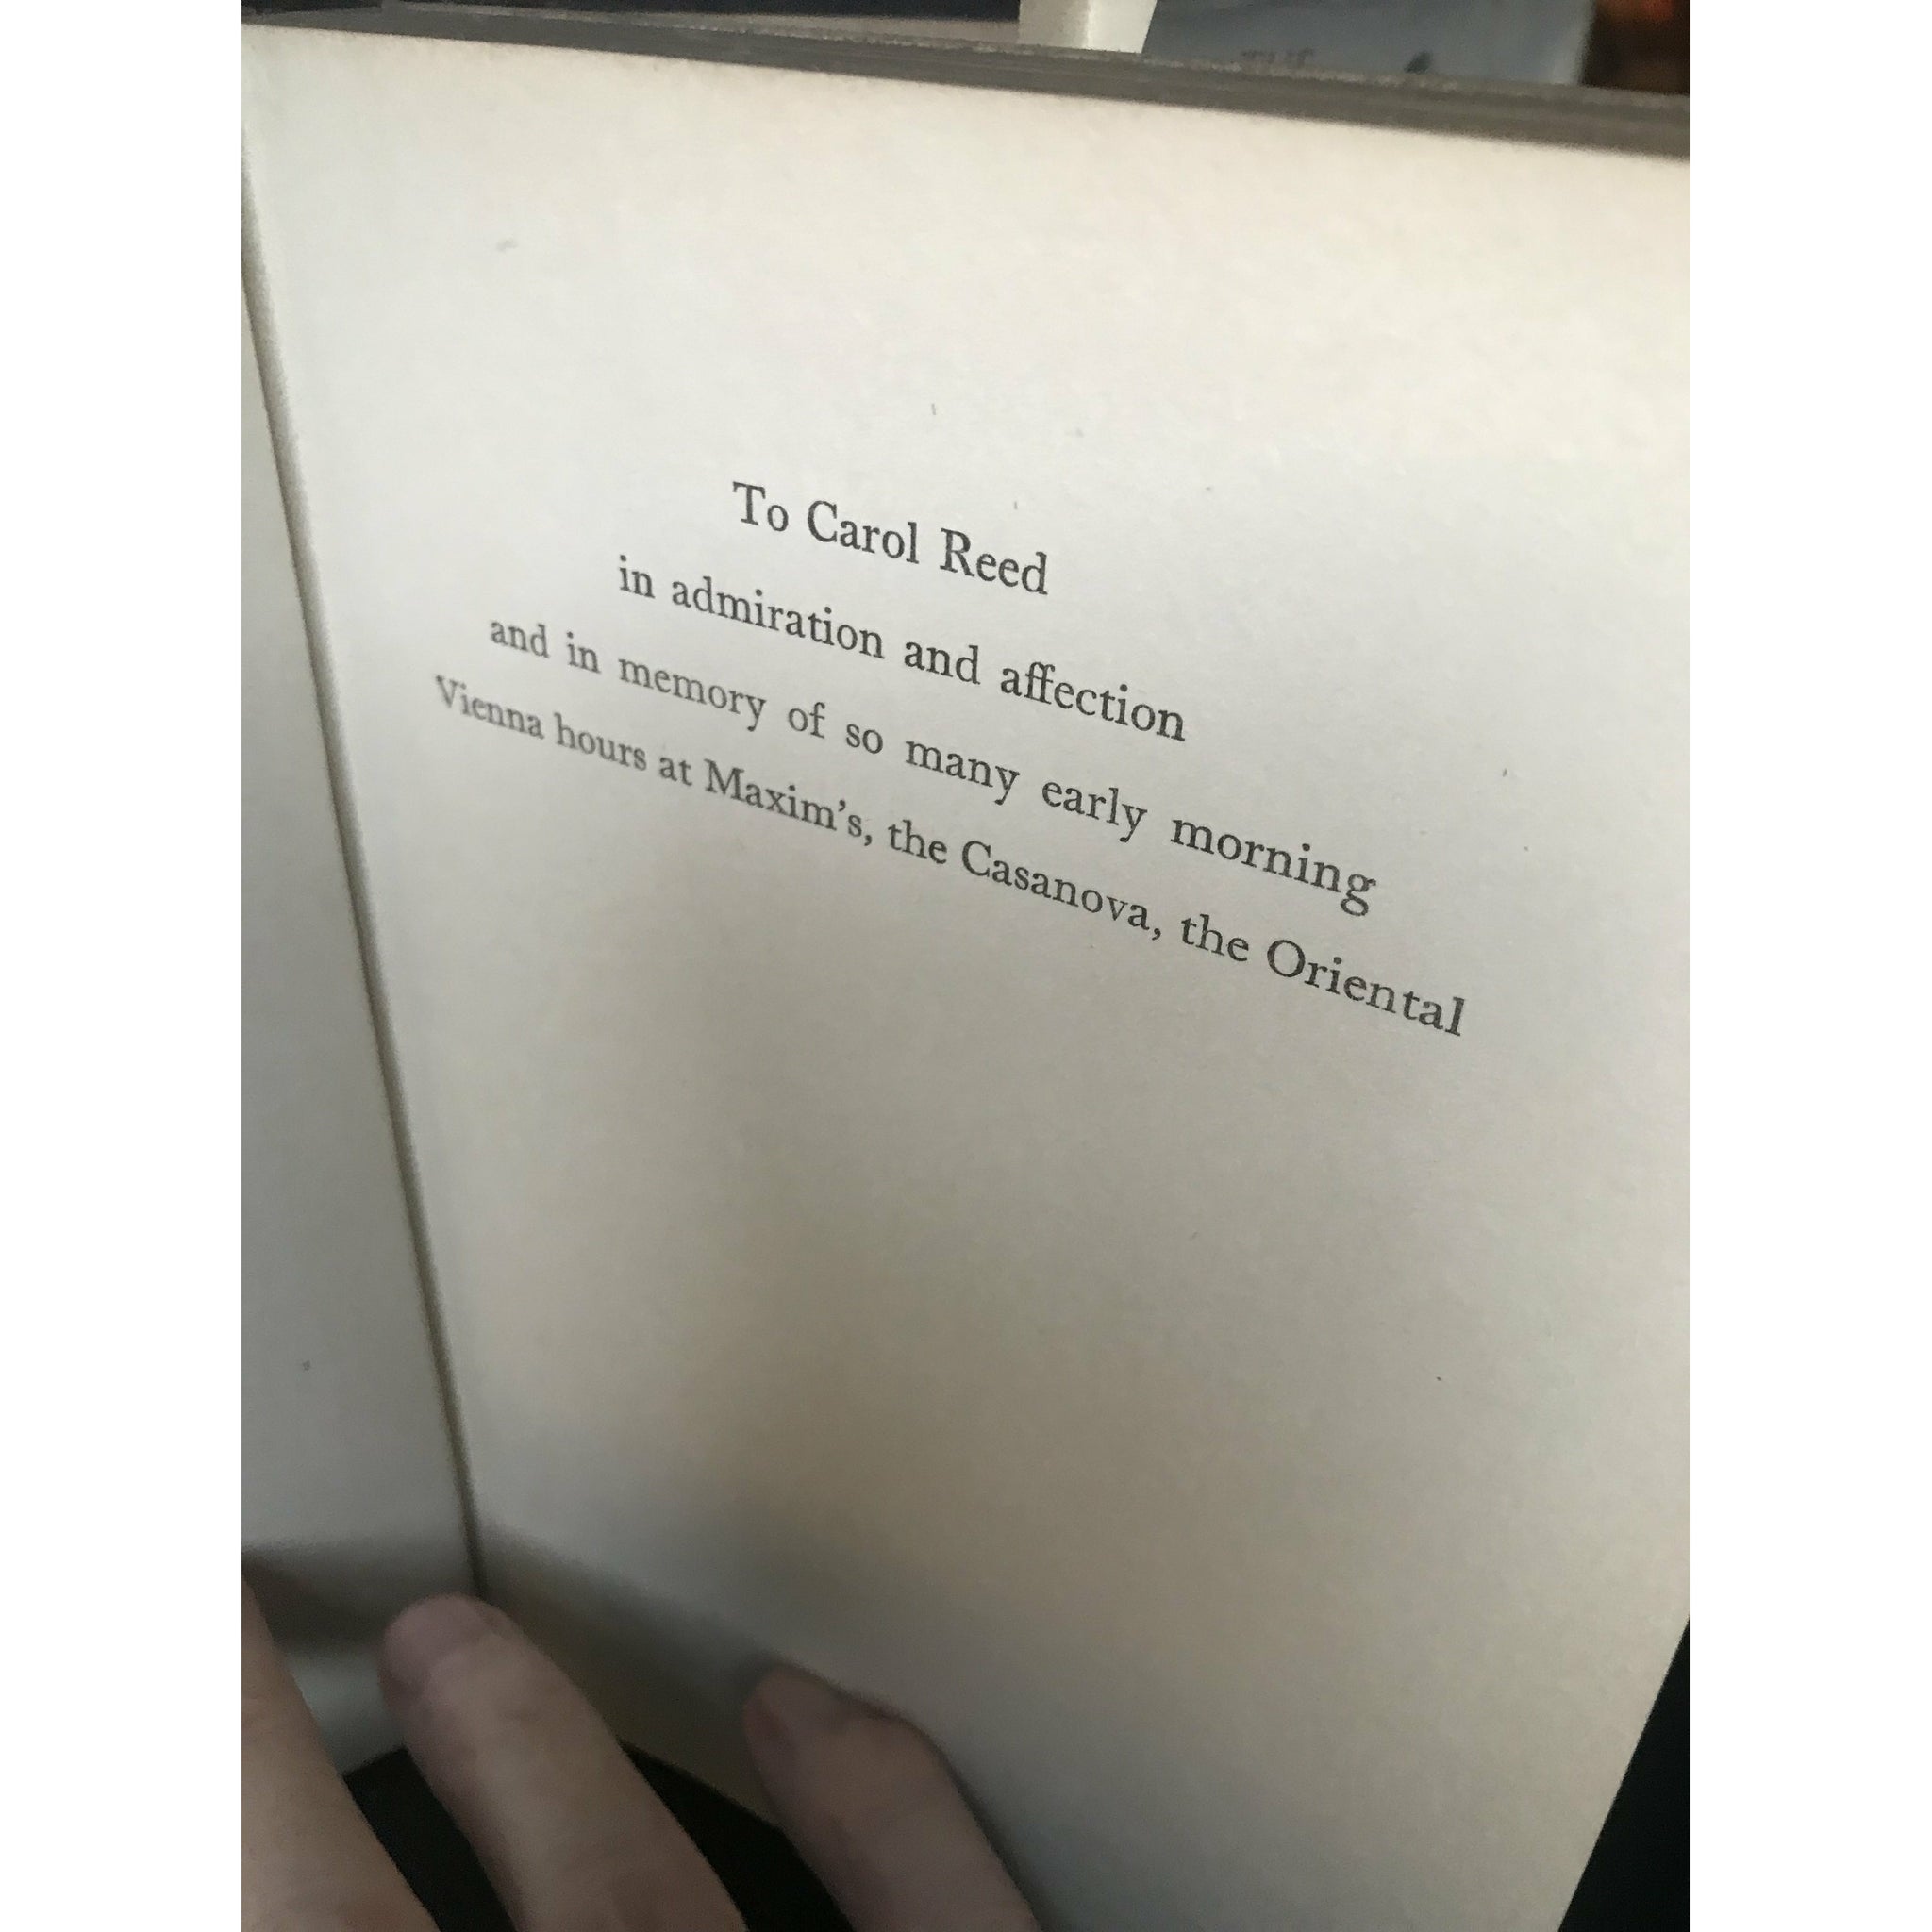 To Carol Reed
in admiration and affection
and in memory of so many early morning
Vienna hours at Maxim's, the Casanova, the Oriental